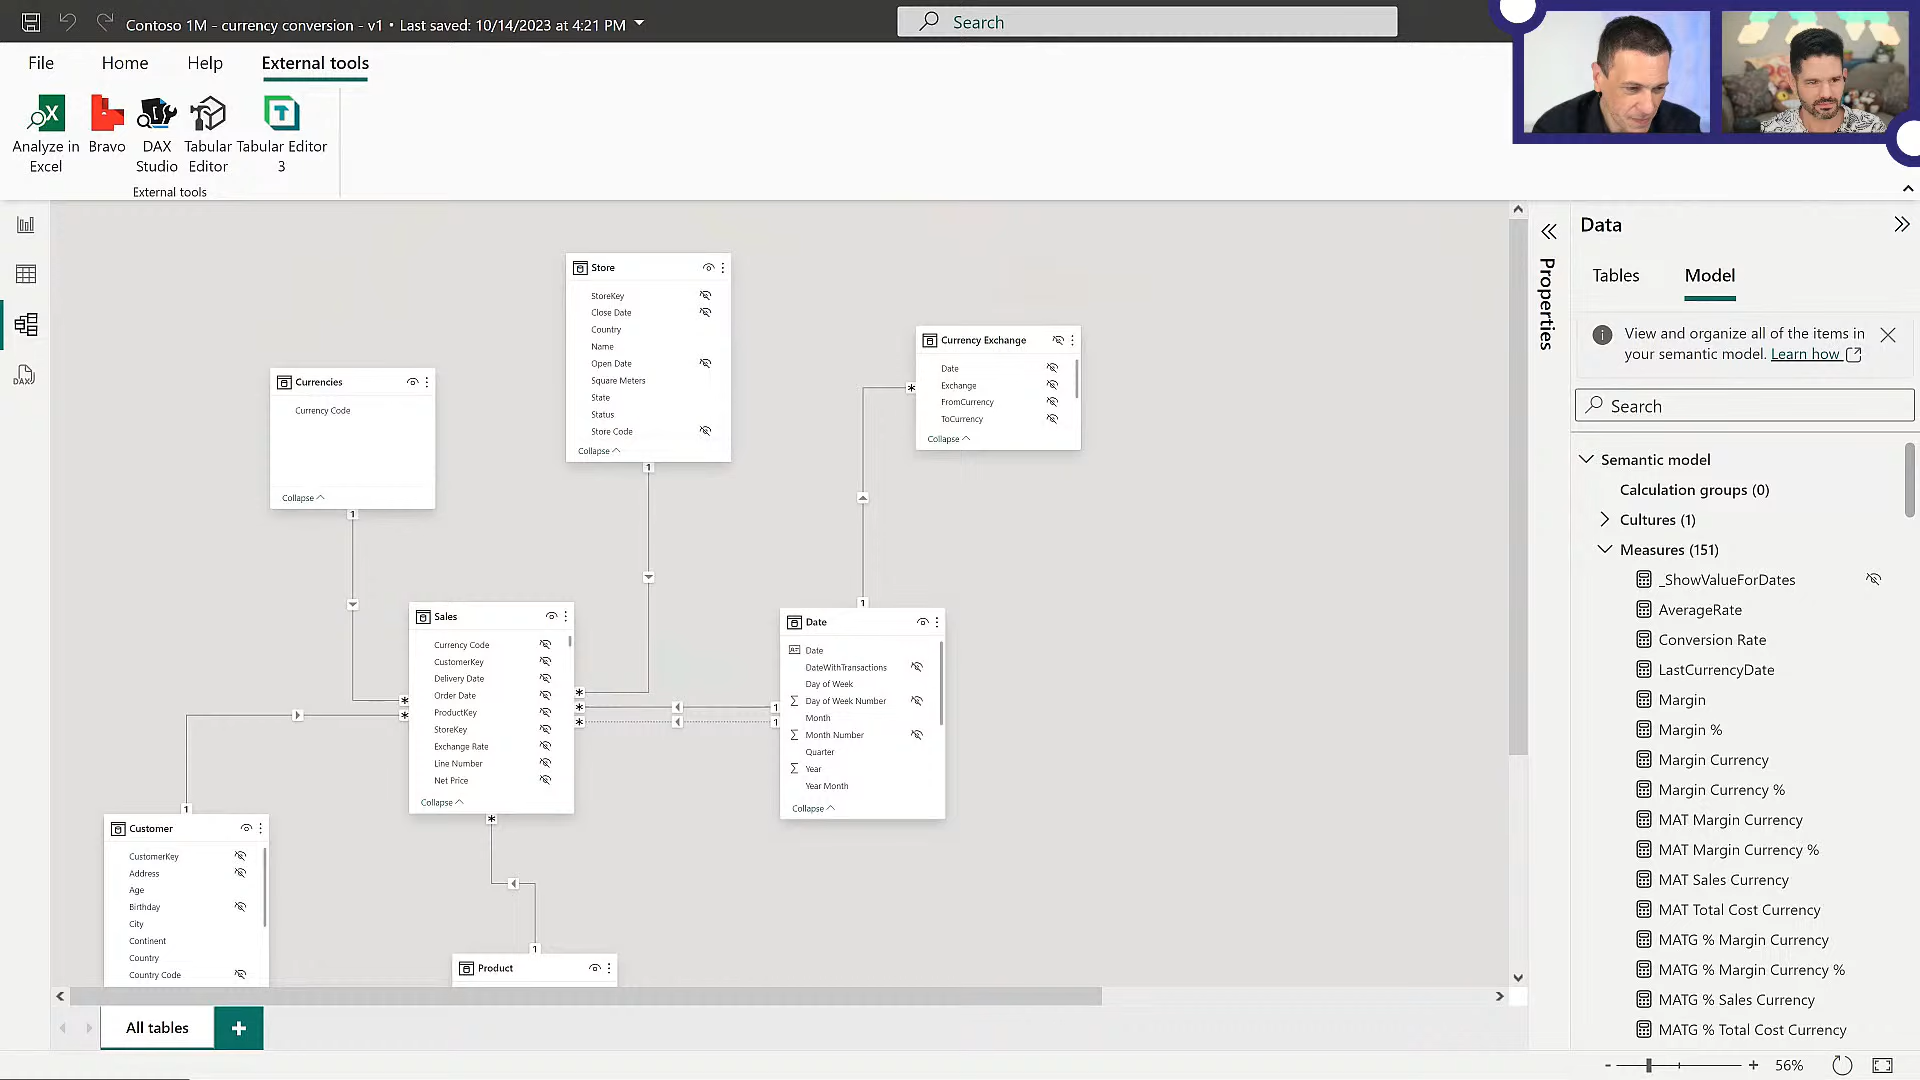 Contoso 1M - currency conversion - v1 • Last saved: 10/14/2023 at 4:21 PM
Search
File
Home
Help
External tools
Analyze in
Excel
Bravo
DAX
Studio
Tabular
Editor
Tabular Editor
3
External tools
Store
StoreKey
Close Date
Country
Name
Open Date
Square Meters
State
Status
Store Code
Collapse
1
Currency Exchange
Date
Exchange
FromCurrency
ToCurrency
Collapse
*
1
Currencies
Currency Code
Collapse
1
Sales
Currency Code
CustomerKey
Delivery Date
Order Date
ProductKey
StoreKey
Exchange Rate
Line Number
Net Price
Collapse
*
*
*
*
*
*
1
1
Date
Date
DateWithTransactions
Day of Week
Day of Week Number
Month
Month Number
Quarter
Year
Year Month
Collapse
1
Customer
CustomerKey
Address
Age
Birthday
City
Continent
Country
Country Code
1
Product
All tables
+
Properties
Data
Tables
Model
View and organize all of the items in
your semantic model. Learn how
Search
Semantic model
Calculation groups (0)
Cultures (1)
Measures (151)
_ShowValueForDates
AverageRate
Conversion Rate
LastCurrencyDate
Margin
Margin %
Margin Currency
Margin Currency %
MAT Margin Currency
MAT Margin Currency %
MAT Sales Currency
MAT Total Cost Currency
MATG % Margin Currency
MATG % Margin Currency %
MATG % Sales Currency
MATG % Total Cost Currency
- + 56%
DAX